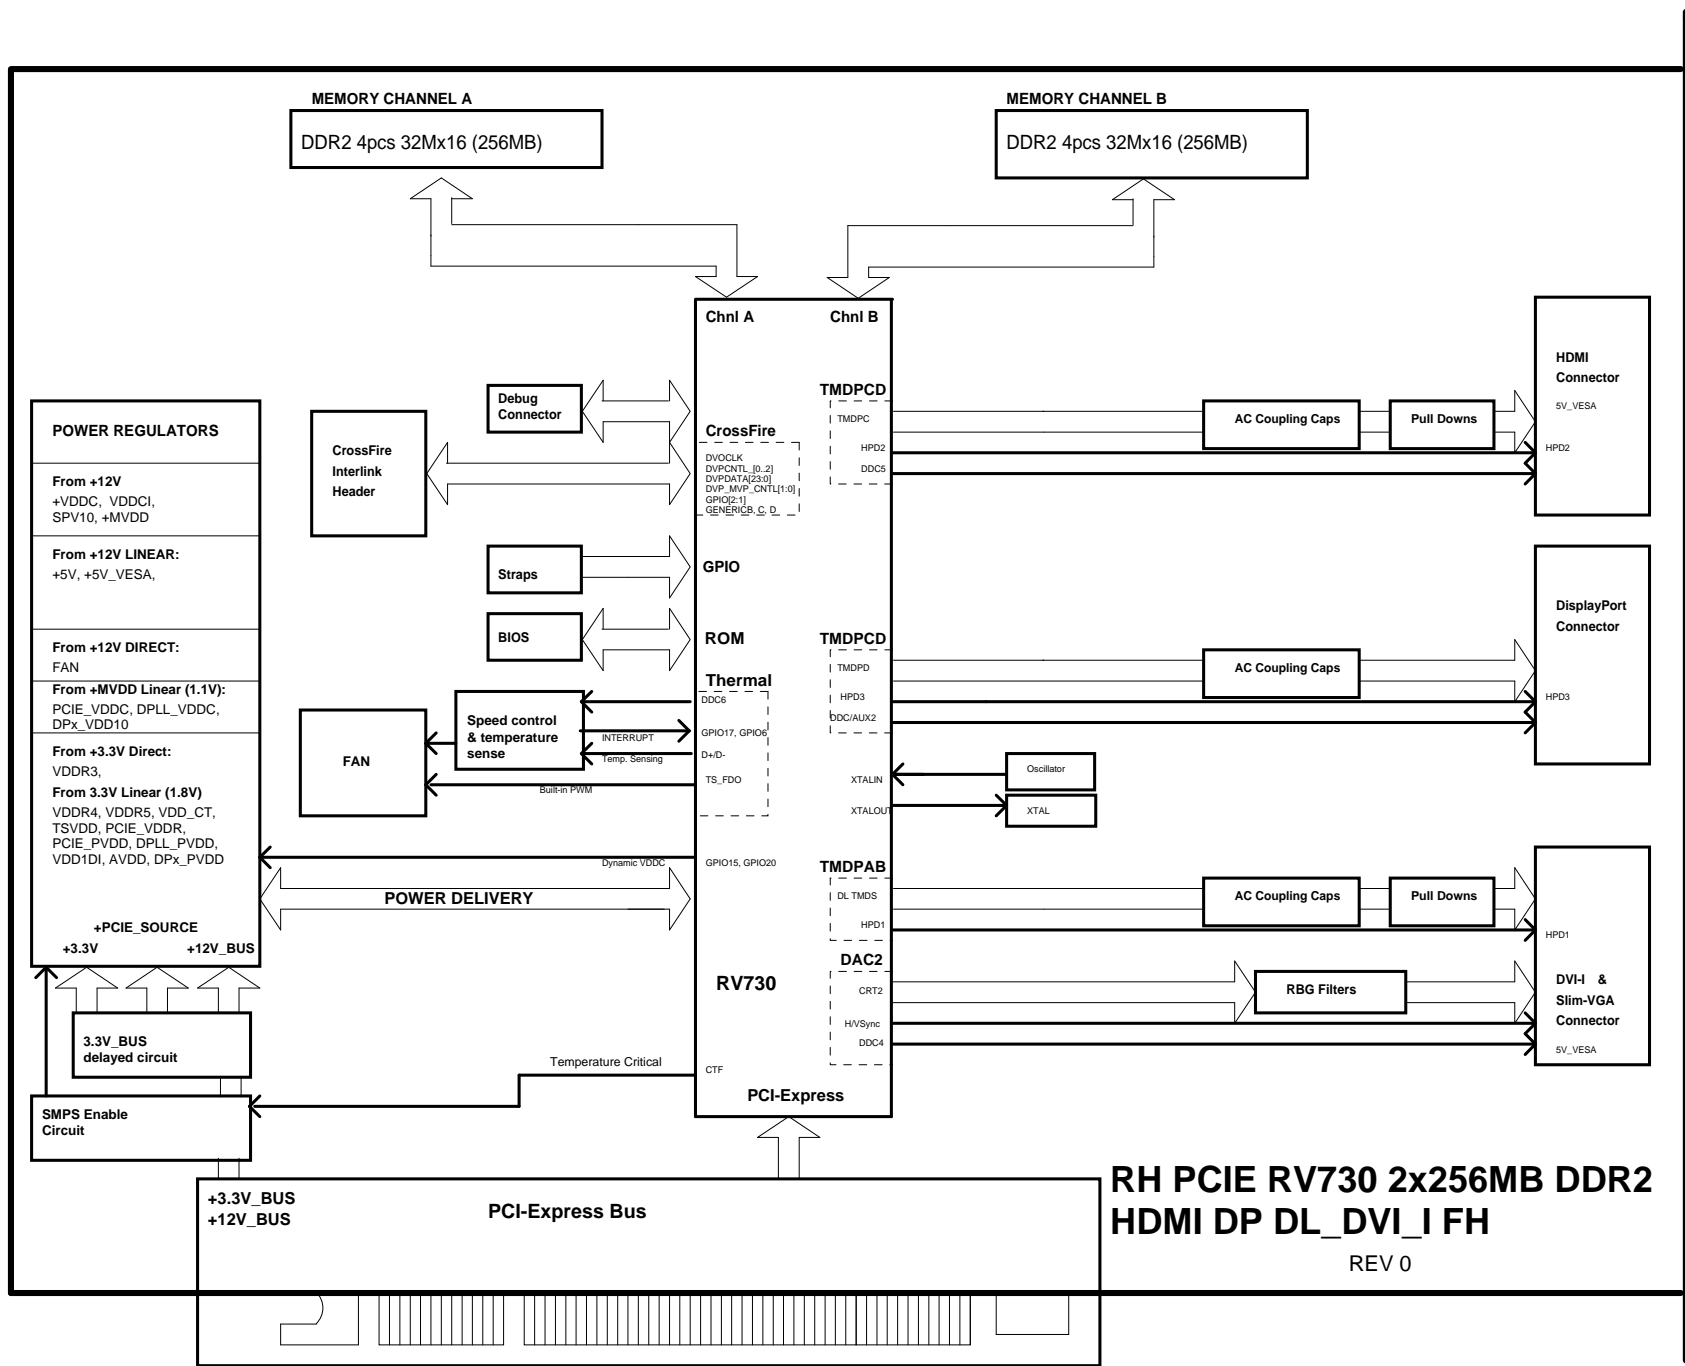 MEMORY CHANNEL A
DDR2 4pcs 32Mx16 (256MB)
MEMORY CHANNEL B
DDR2 4pcs 32Mx16 (256MB)
POWER REGULATORS
From +12V
+VDDC, VDDCI,
SPV10, +MVDD
From +12V LINEAR:
+5V, +5V_VESA,
From +12V DIRECT:
FAN
From +MVDD Linear (1.1V):
PCIE_VDDC, DPLL_VDDC,
DPx_VDD10
From +3.3V Direct:
VDDR3,
From 3.3V Linear (1.8V)
VDDR4, VDDR5, VDD_CT,
TSVDD, PCIE_VDDR,
PCIE_PVDD, DPLL_PVDD,
VDD1DI, AVDD, DPx_PVDD
+PCIE_SOURCE
+3.3V
+12V_BUS
3.3V_BUS
delayed circuit
SMPS Enable
Circuit
CrossFire
Interlink
Header
Debug
Connector
Straps
BIOS
Speed control
& temperature
sense
FAN
INTERRUPT
Temp. Sensing
Built-in PWM
Dynamic VDDC
POWER DELIVERY
Temperature Critical
Chnl A
Chnl B
CrossFire
DVOCLK
DVPCNTL_[0..2]
DVPDATA[23:0]
DVP_MVP_CNTL[1:0]
GPIO[2:1]
GENERICB, C, D
GPIO
ROM
Thermal
DDC6
GPIO17, GPIO6
D+/D-
TS_FDO
GPIO15, GPIO20
RV730
CTF
PCI-Express
TMDPCD
TMDPC
HPD2
DDC5
TMDPCD
TMDPD
HPD3
DDC/AUX2
XTALIN
XTALOUT
TMDPAB
DL TMDS
HPD1
DAC2
CRT2
H/VSync
DDC4
AC Coupling Caps
Pull Downs
HDMI
Connector
5V_VESA
HPD2
AC Coupling Caps
DisplayPort
Connector
HPD3
Oscillator
XTAL
AC Coupling Caps
Pull Downs
RBG Filters
HPD1
DVI-I &
Slim-VGA
Connector
5V_VESA
+3.3V_BUS
+12V_BUS
PCI-Express Bus
RH PCIE RV730 2x256MB DDR2
HDMI DP DL_DVI_I FH
REV 0